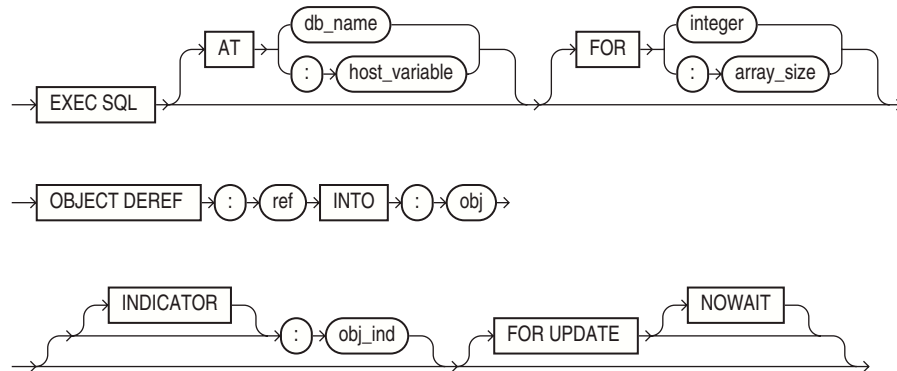 AT db_name FOR integer
: host_variable : array_size
EXEC SQL
OBJECT DEREF : ref INTO : obj
INDICATOR NOWAIT
: obj_ind FOR UPDATE